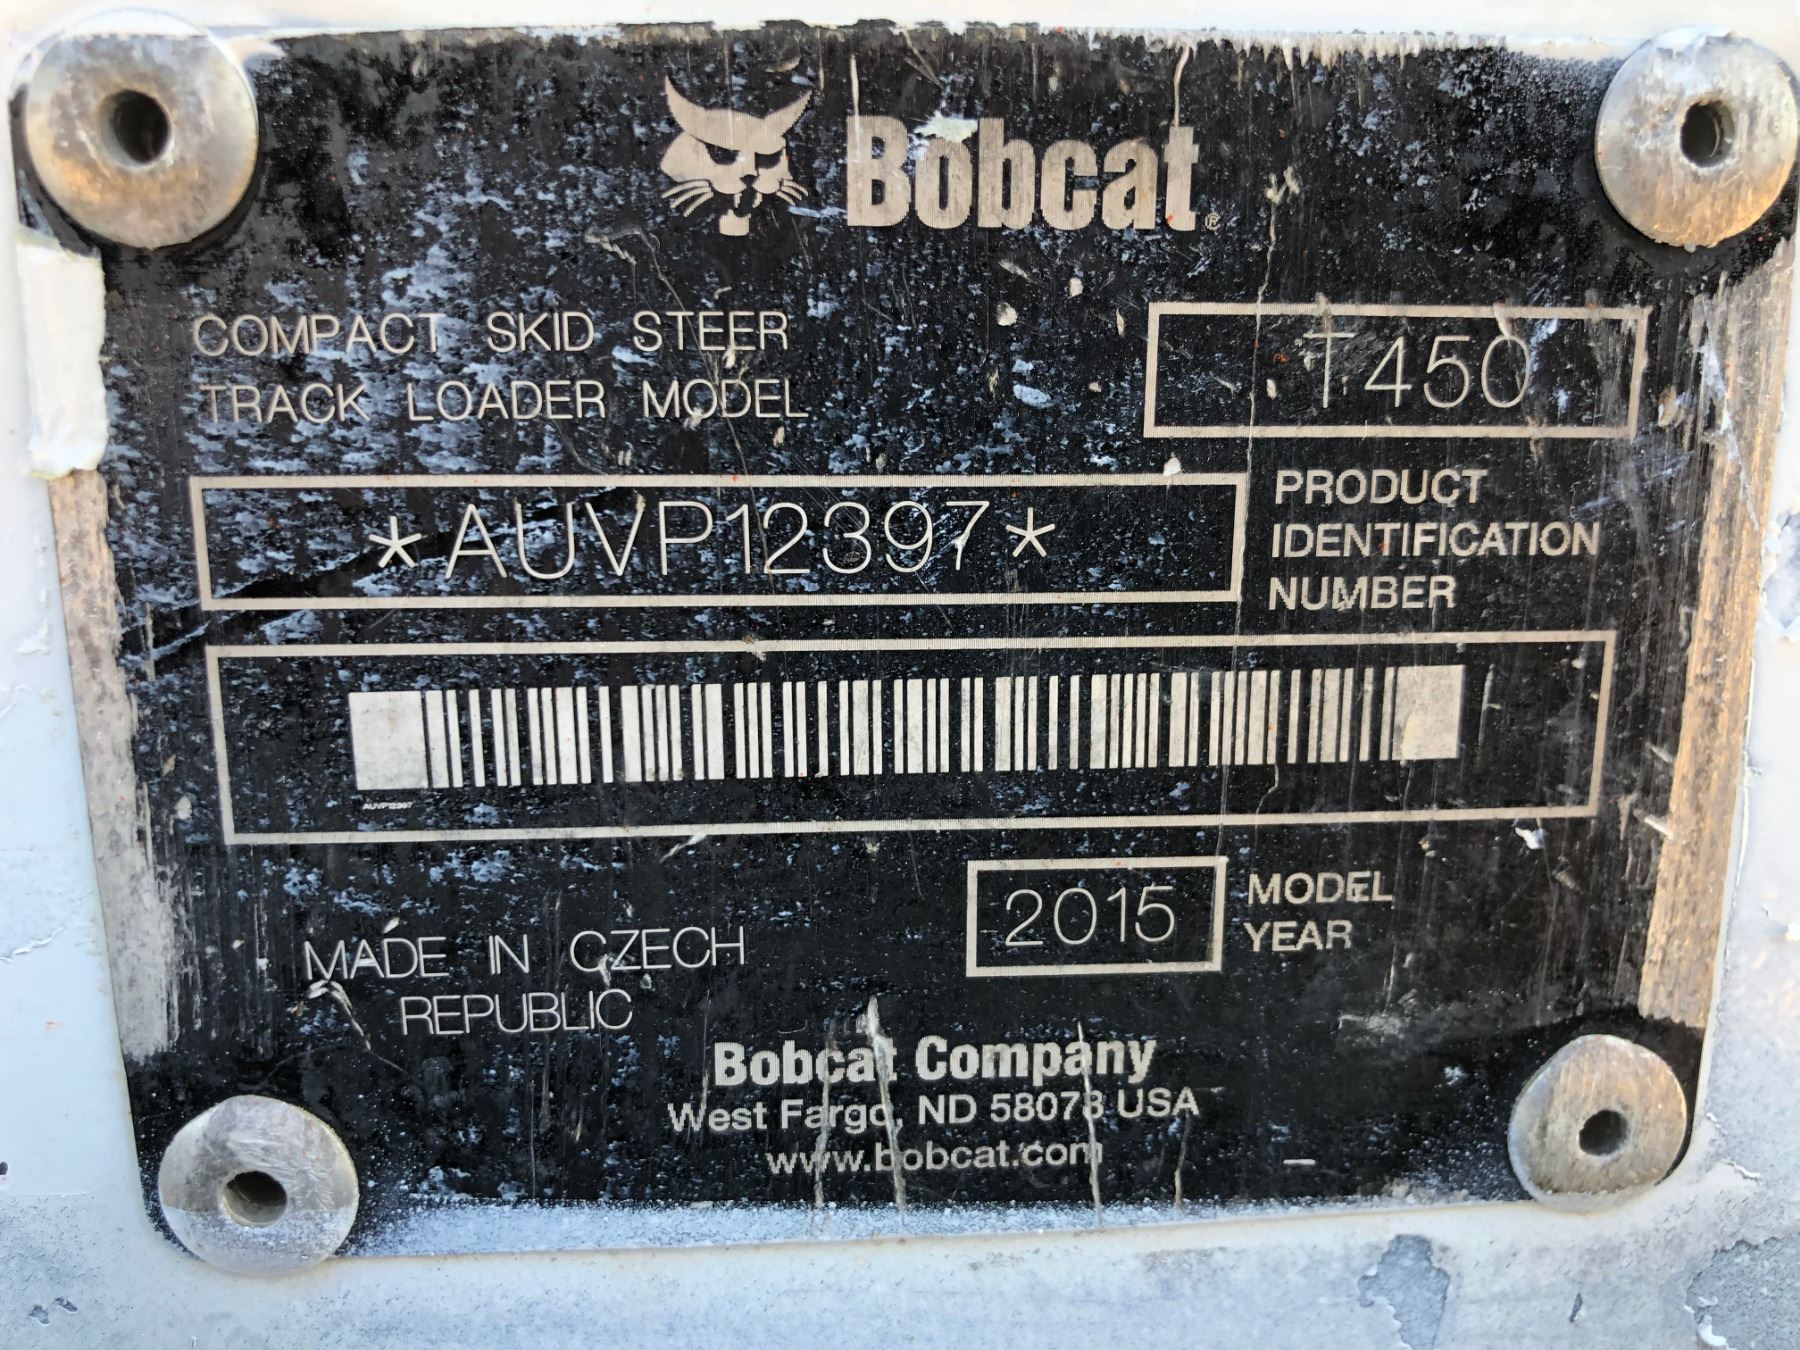 Bobcat®
COMPACT SKID STEER
TRACK LOADER MODEL
T450
*AUVP12397*
PRODUCT
IDENTIFICATION
NUMBER
AUVP12397
MADE IN CZECH
REPUBLIC
2015
MODEL
YEAR
Bobcat Company
West Fargo, ND 58078 USA
www.bobcat.com